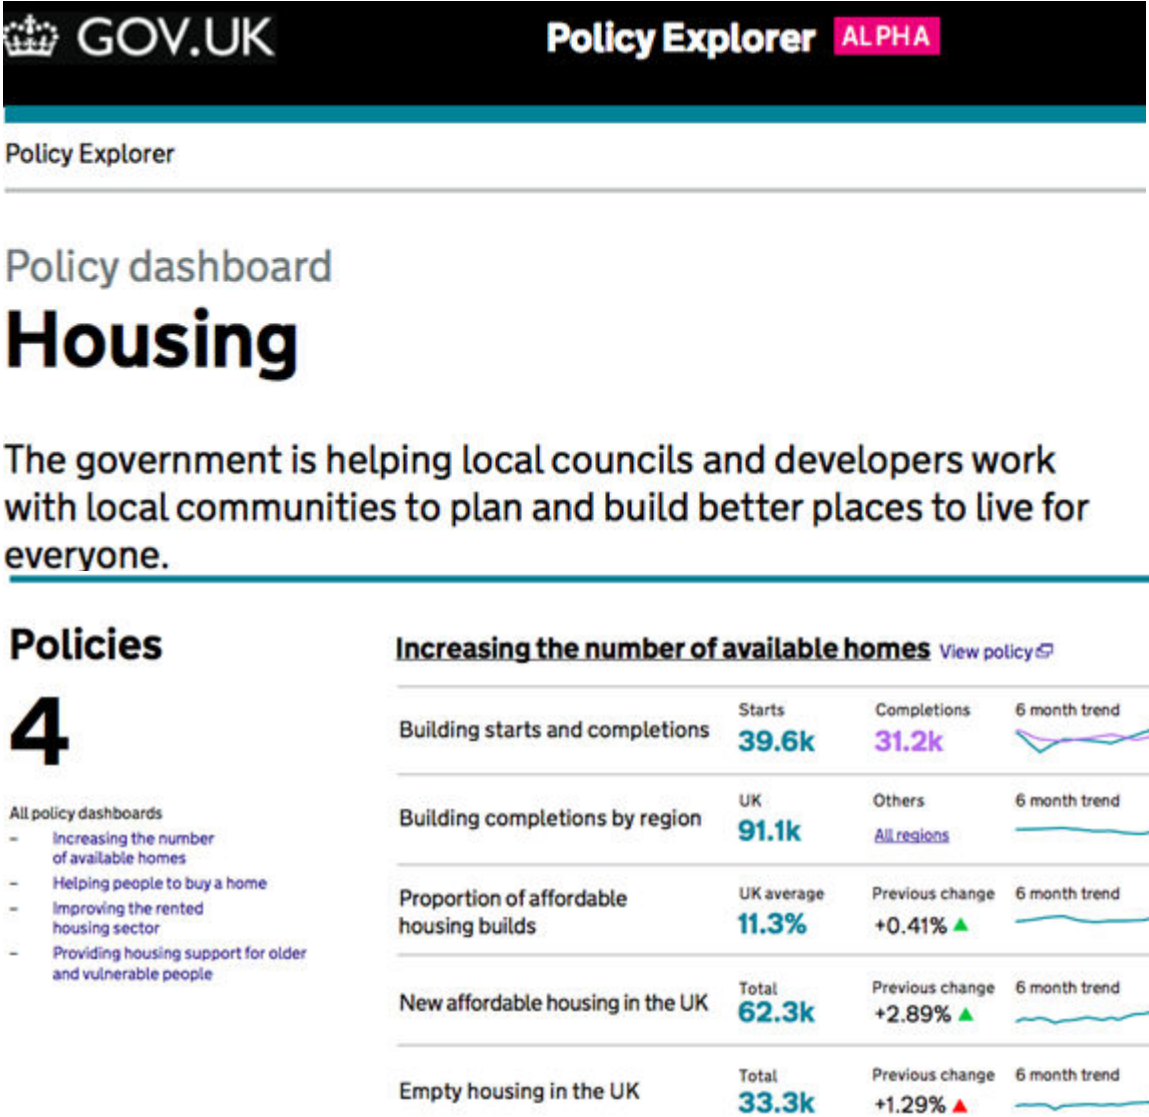 GOV.UK
Policy Explorer ALPHA
Policy Explorer
Policy dashboard
Housing
The government is helping local councils and developers work
with local communities to plan and build better places to live for
everyone.
Policies
4
All policy dashboards
– Increasing the number
of available homes
– Helping people to buy a home
– Improving the rented
housing sector
– Providing housing support for older
and vulnerable people
Increasing the number of available homes View policy
Building starts and completions
Starts
39.6k
Completions
31.2k
6 month trend
Building completions by region
UK
91.1k
Others
All regions
6 month trend
Proportion of affordable
housing builds
UK average
11.3%
Previous change
+0.41%
6 month trend
New affordable housing in the UK
Total
62.3k
Previous change
+2.89%
6 month trend
Empty housing in the UK
Total
33.3k
Previous change
+1.29%
6 month trend